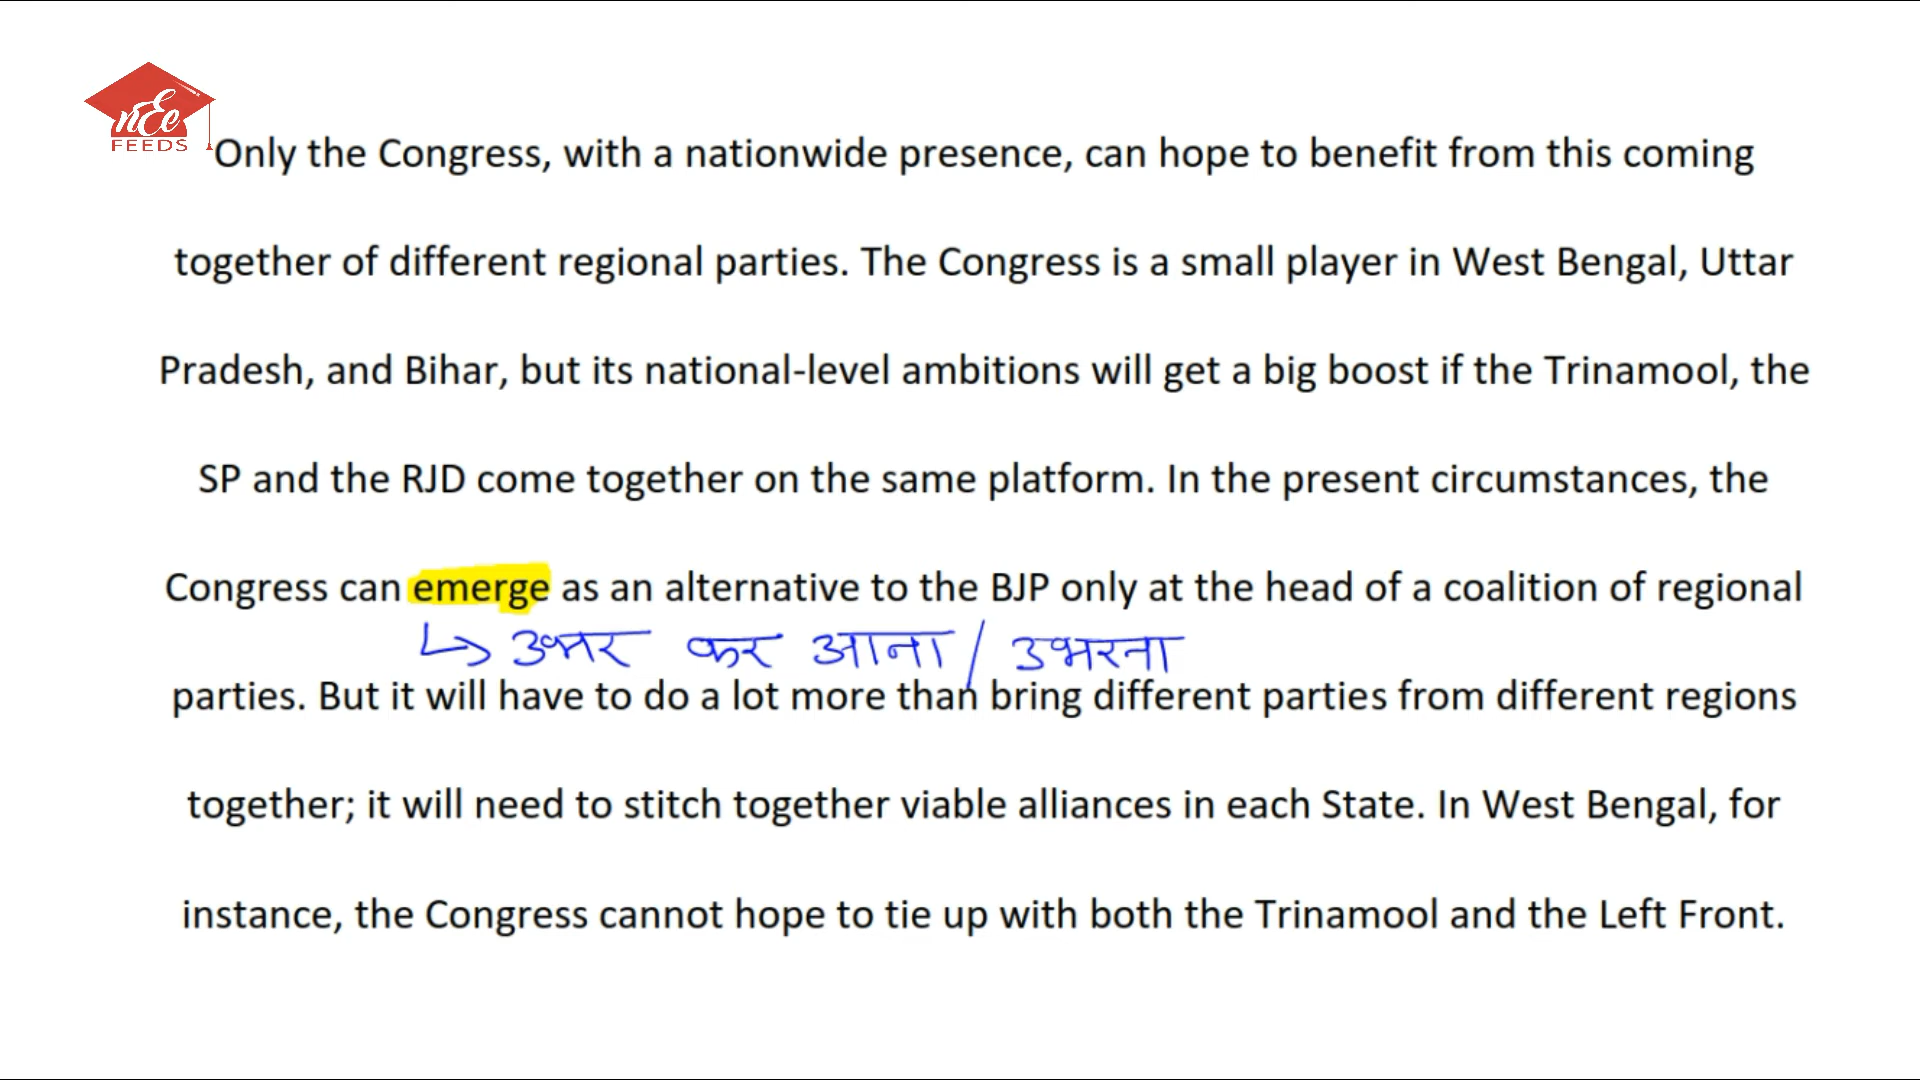 nEe
FEEDS
Only the Congress, with a nationwide presence, can hope to benefit from this coming
together of different regional parties. The Congress is a small player in West Bengal, Uttar
Pradesh, and Bihar, but its national-level ambitions will get a big boost if the Trinamool, the
SP and the RJD come together on the same platform. In the present circumstances, the
Congress can emerge as an alternative to the BJP only at the head of a coalition of regional
↳ उभर कर आना / उभरना
parties. But it will have to do a lot more than bring different parties from different regions
together; it will need to stitch together viable alliances in each State. In West Bengal, for
instance, the Congress cannot hope to tie up with both the Trinamool and the Left Front.